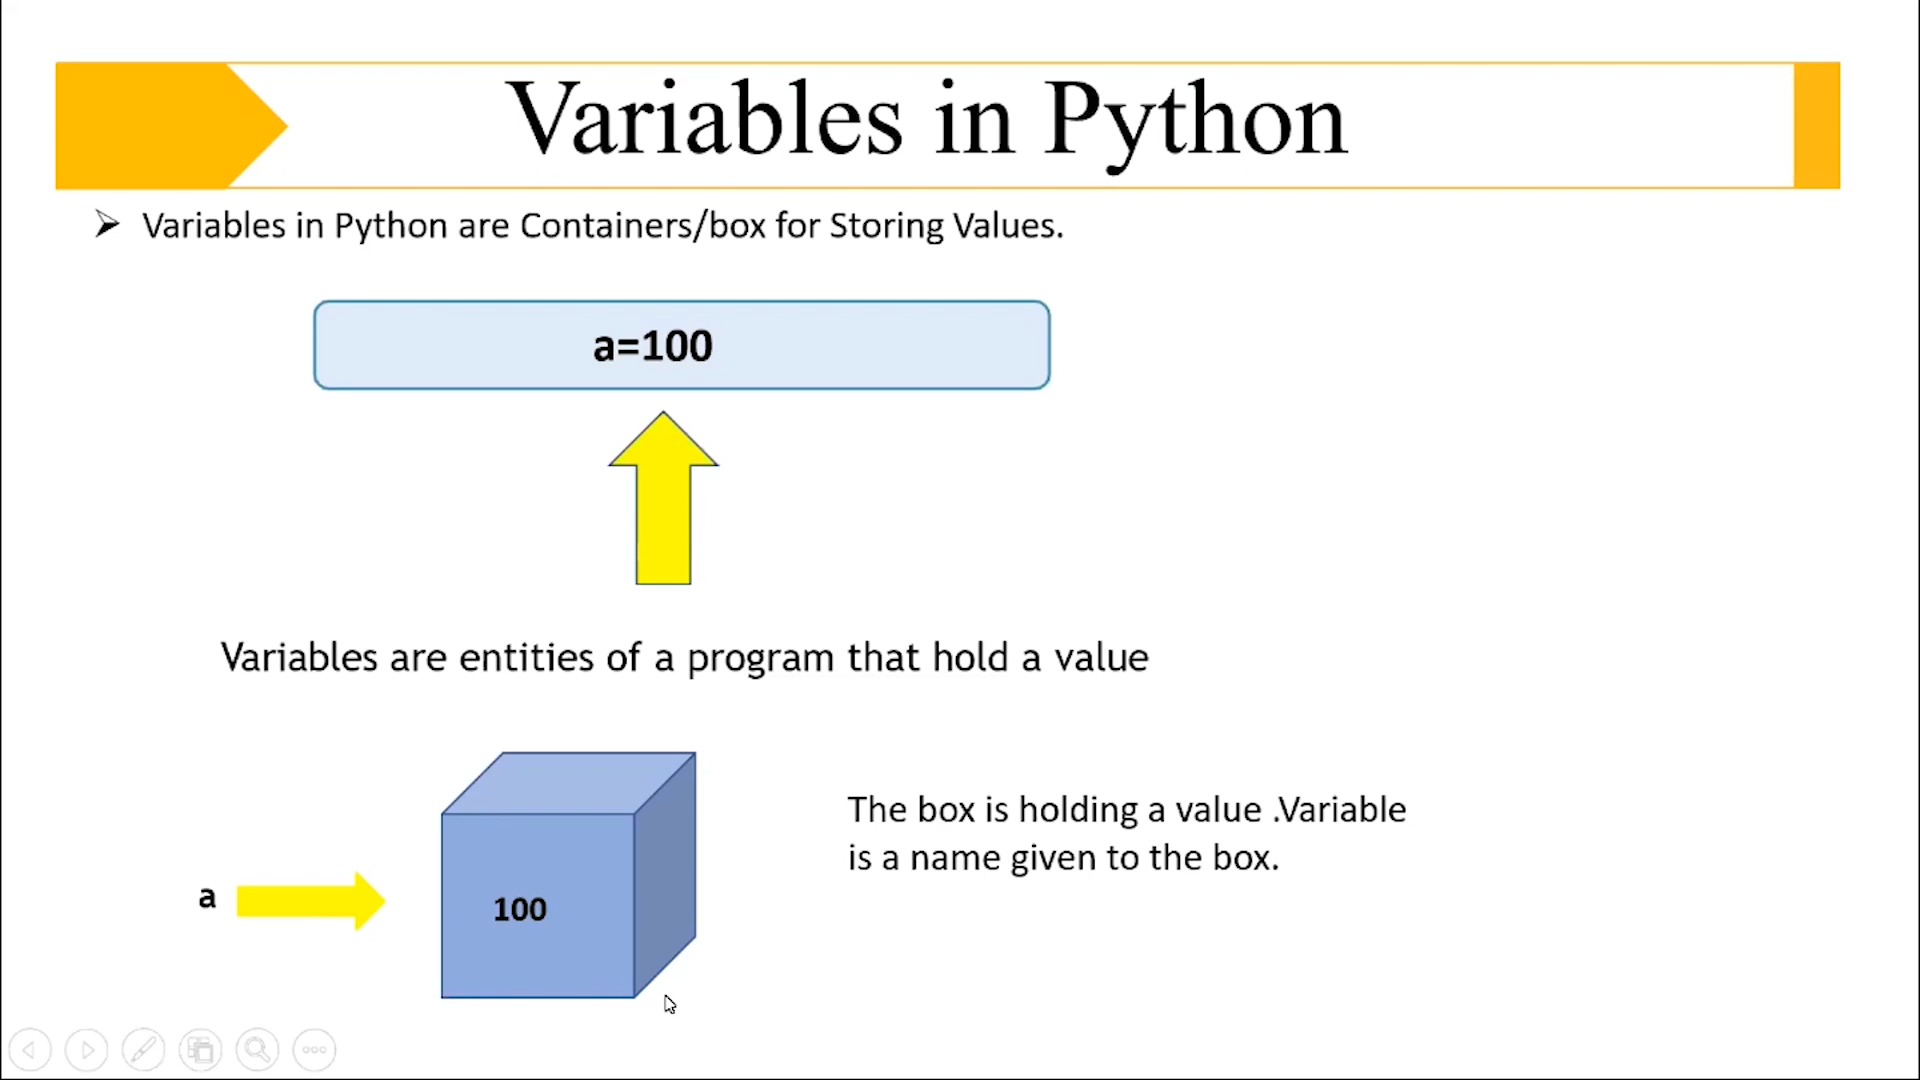 Variables in Python
Variables in Python are Containers/box for Storing Values.
a=100
Variables are entities of a program that hold a value
The box is holding a value .Variable
is a name given to the box.
a
100